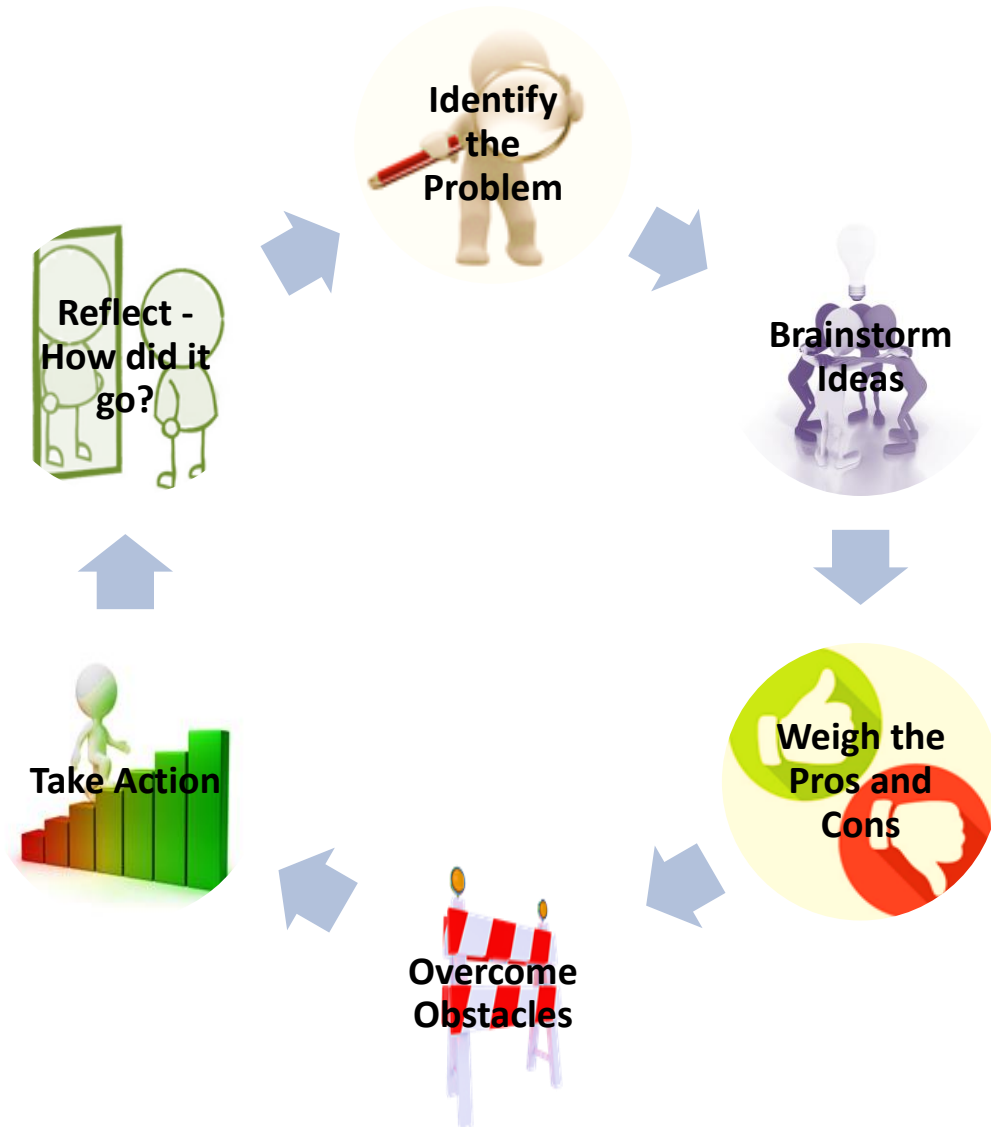 Identify
the
Problem
Brainstorm
Ideas
Weigh the
Pros and
Cons
Overcome
Obstacles
Take Action
Reflect -
How did it
go?